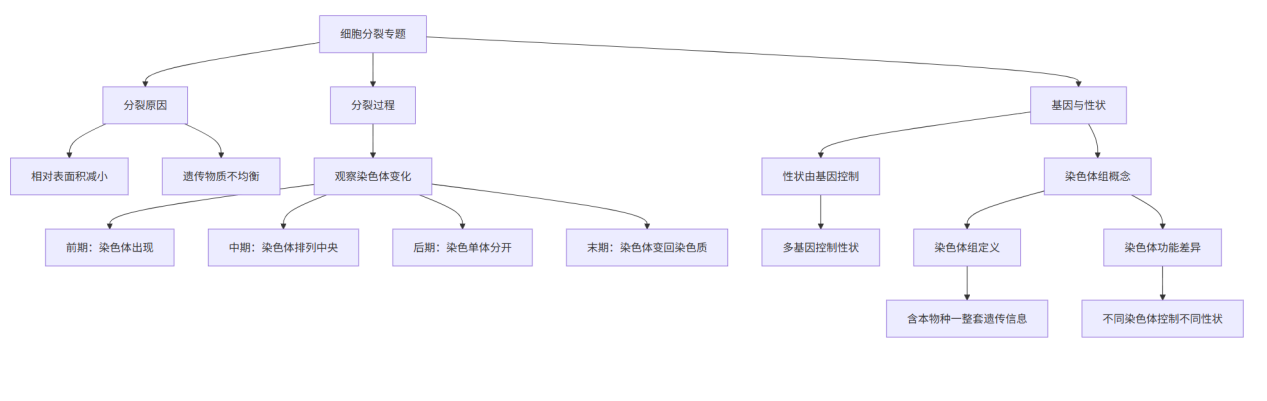 细胞分裂专题
分裂原因
分裂过程
基因与性状
相对表面积减小
遗传物质不均衡
观察染色体变化
性状由基因控制
染色体组概念
前期：染色体出现
中期：染色体排列中央
后期：染色单体分开
末期：染色体变回染色质
多基因控制性状
染色体组定义
染色体功能差异
含本物种一整套遗传信息
不同染色体控制不同性状